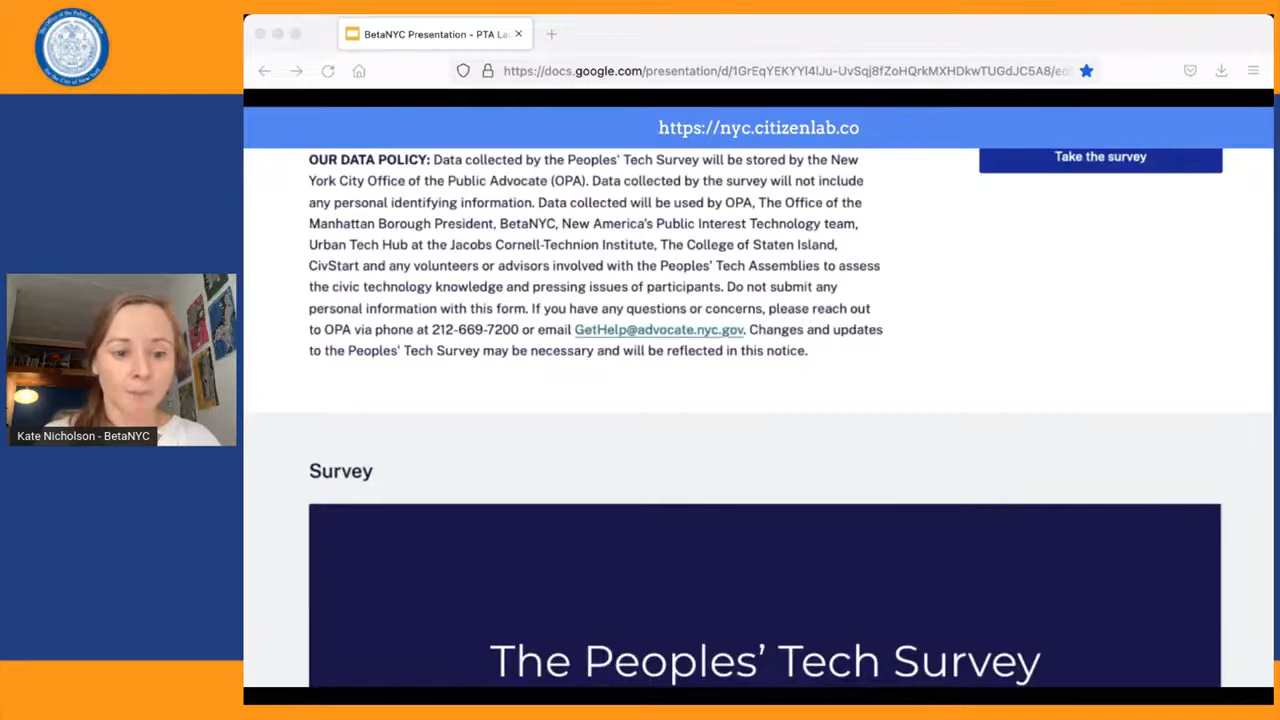 BetaNYC Presentation - PTA La
https://docs.google.com/presentation/d/1GrEqYEKYYl4lJu-UvSqj8fZoHQrkMXHDkwTUGdJC5A8/ed
https://nyc.citizenlab.co
OUR DATA POLICY: Data collected by the Peoples' Tech Survey will be stored by the New
York City Office of the Public Advocate (OPA). Data collected by the survey will not include
any personal identifying information. Data collected will be used by OPA, The Office of the
Manhattan Borough President, BetaNYC, New America's Public Interest Technology team,
Urban Tech Hub at the Jacobs Cornell-Technion Institute, The College of Staten Island,
CivStart and any volunteers or advisors involved with the Peoples' Tech Assemblies to assess
the civic technology knowledge and pressing issues of participants. Do not submit any
personal information with this form. If you have any questions or concerns, please reach out
to OPA via phone at 212-669-7200 or email GetHelp@advocate.nyc.gov. Changes and updates
to the Peoples' Tech Survey may be necessary and will be reflected in this notice.
Take the survey
Kate Nicholson - BetaNYC
Survey
The Peoples' Tech Survey